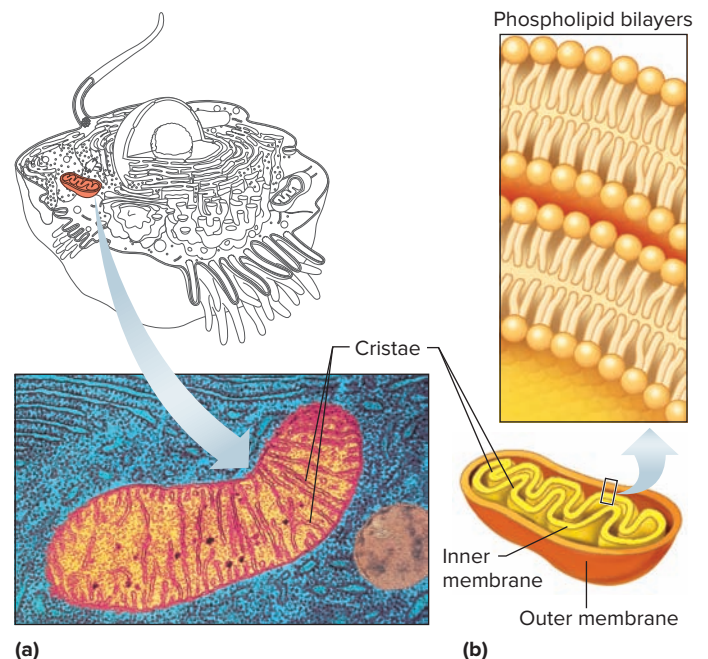 Phospholipid bilayers
Cristae
Inner
membrane
Outer membrane
(a)
(b)